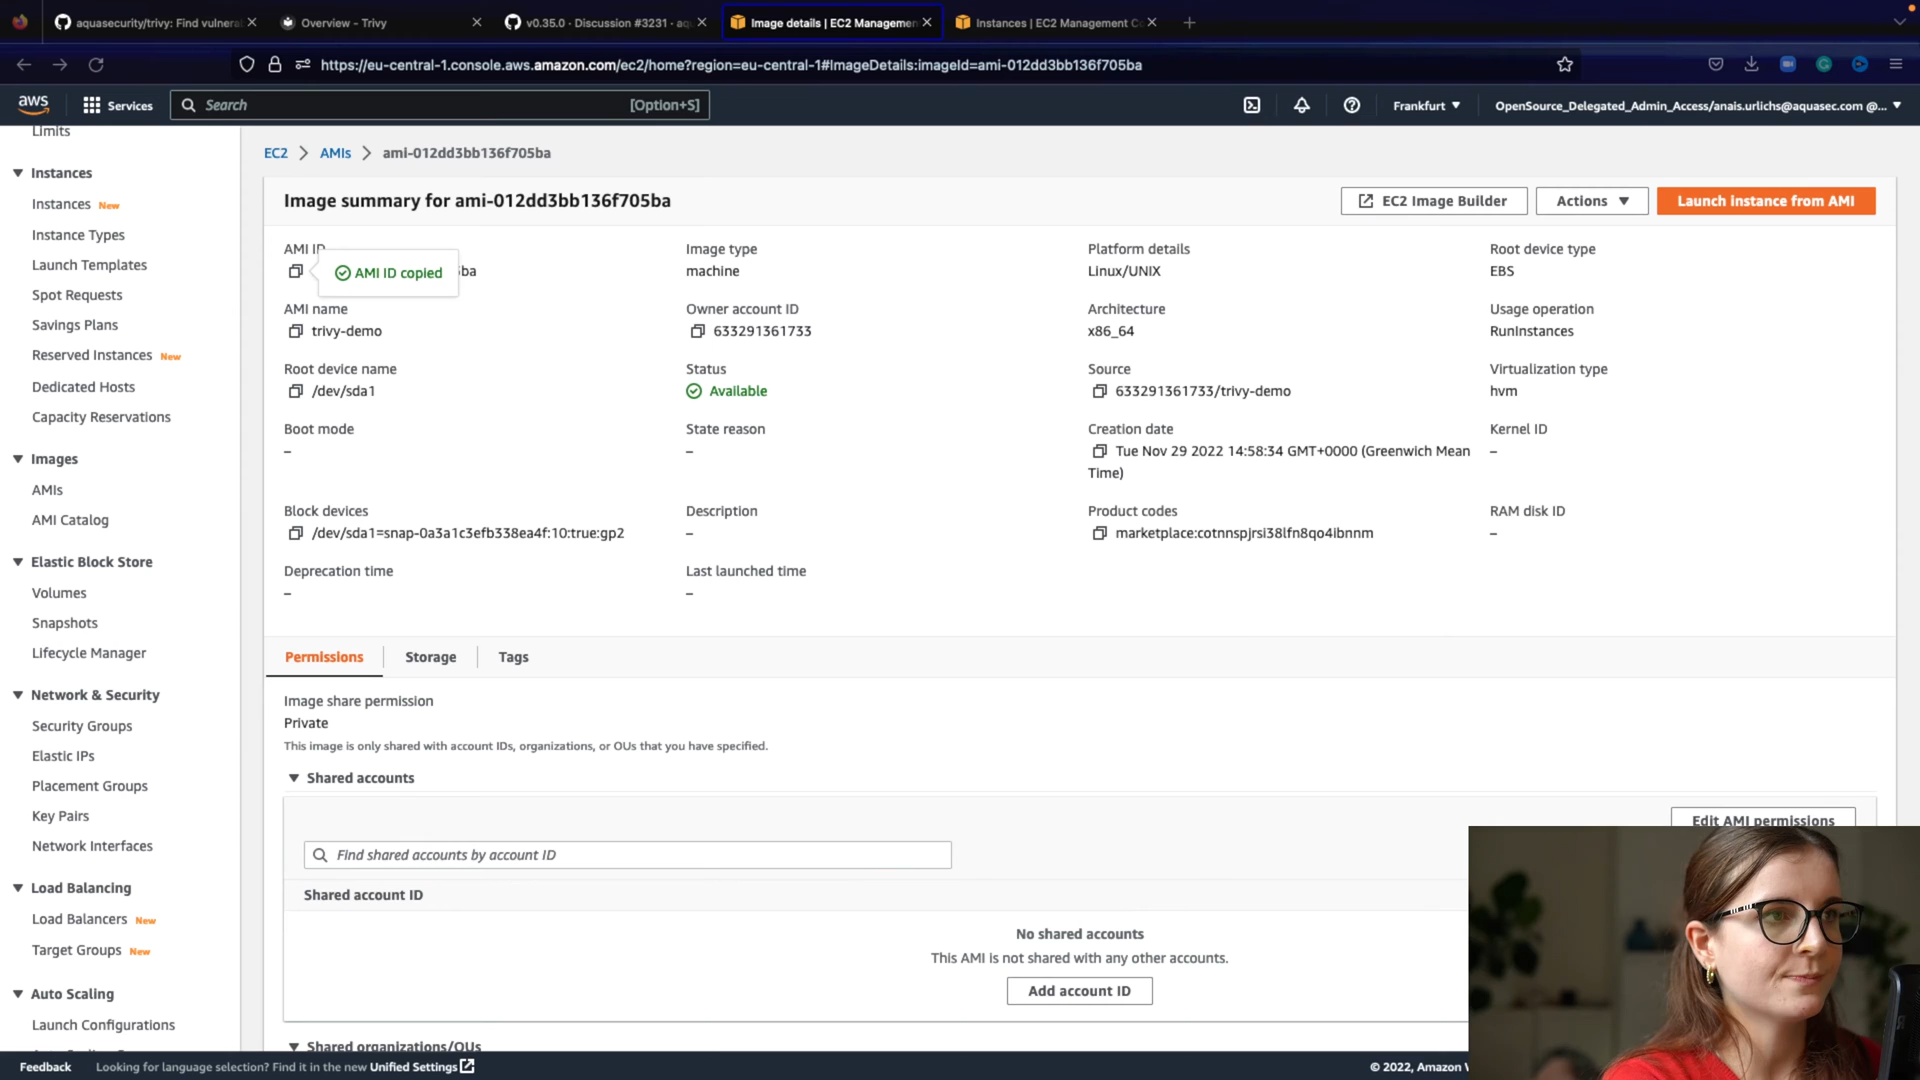 aquasecurity/trivy: Find vulnera
Overview - Trivy
v0.35.0 · Discussion #3231 · aq
Image details | EC2 Managemen
Instances | EC2 Management C
https://eu-central-1.console.aws.amazon.com/ec2/home?region=eu-central-1#ImageDetails:imageId=ami-012dd3bb136f705ba
aws
Services
Search
[Option+S]
Frankfurt
OpenSource_Delegated_Admin_Access/anais.urlichs@aquasec.com @...
Limits
Instances
Instances New
Instance Types
Launch Templates
Spot Requests
Savings Plans
Reserved Instances New
Dedicated Hosts
Capacity Reservations
Images
AMIs
AMI Catalog
Elastic Block Store
Volumes
Snapshots
Lifecycle Manager
Network & Security
Security Groups
Elastic IPs
Placement Groups
Key Pairs
Network Interfaces
Load Balancing
Load Balancers New
Target Groups New
Auto Scaling
Launch Configurations
EC2 > AMIs > ami-012dd3bb136f705ba
Image summary for ami-012dd3bb136f705ba
EC2 Image Builder
Actions
Launch instance from AMI
AMI ID
AMI ID copied
ba
Image type
machine
Platform details
Linux/UNIX
Root device type
EBS
AMI name
trivy-demo
Owner account ID
633291361733
Architecture
x86_64
Usage operation
RunInstances
Root device name
/dev/sda1
Status
Available
Source
633291361733/trivy-demo
Virtualization type
hvm
Boot mode
–
State reason
–
Creation date
Tue Nov 29 2022 14:58:34 GMT+0000 (Greenwich Mean
Time)
Kernel ID
–
Block devices
/dev/sda1=snap-0a3a1c3efb338ea4f:10:true:gp2
Description
–
Product codes
marketplace:cotnnspjrsi38lfn8qo4ibnnm
RAM disk ID
–
Deprecation time
–
Last launched time
–
Permissions
Storage
Tags
Image share permission
Private
This image is only shared with account IDs, organizations, or OUs that you have specified.
Shared accounts
Edit AMI permissions
Find shared accounts by account ID
Shared account ID
No shared accounts
This AMI is not shared with any other accounts.
Add account ID
Shared organizations/OUs
Feedback
Looking for language selection? Find it in the new Unified Settings
© 2022, Amazon